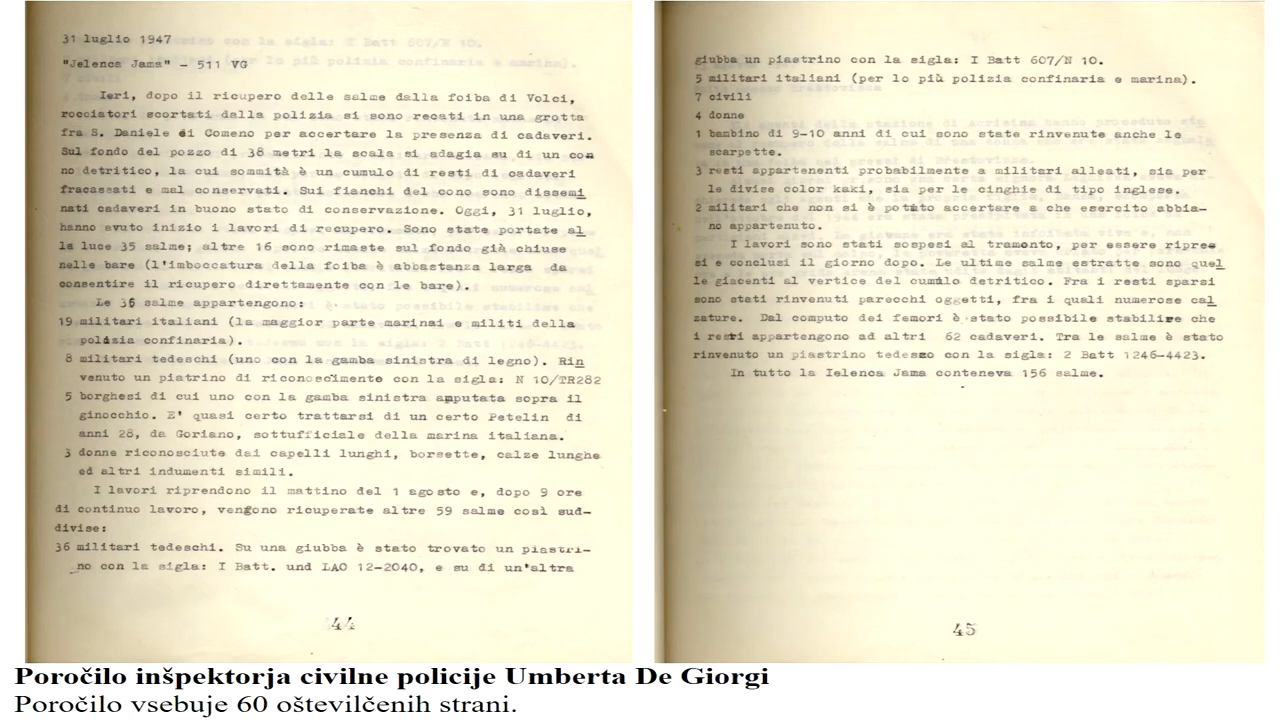 31 luglio 1947
"Jelenca Jama" - 511 VG
Ieri, dopo il ricupero delle salme dalla foiba di Volci,
rocciatori scortati dalla polizia si sono recati in una grotta
fra S. Daniele di Comeno per accertare la presenza di cadaveri.
Sul fondo del pozzo di 38 metri la scala si adagia su di un co
no detritico, la cui sommità è un cumulo di resti di cadaveri
fracassati e mal conservati. Sui fianchi del cono sono dissemi
nati cadaveri in buono stato di conservazione. Oggi, 31 luglio,
hanno avuto inizio i lavori di recupero. Sono state portate al
la luce 35 salme; altre 16 sono rimaste sul fondo già chiuse
nelle bare (l'imboccatura della foiba è abbastanza larga da
consentire il ricupero direttamente con le bare).
Le 36 salme appartengono:
19 militari italiani (la maggior parte marinai e militi della
polizia confinaria).
8 militari tedeschi (uno con la gamba sinistra di legno). Rin
venuto un piatrino di riconoscimento con la sigla: N 10/TR282
5 borghesi di cui uno con la gamba sinistra amputata sopra il
ginocchio. E' quasi certo trattarsi di un certo Petelin di
anni 28, da Goriano, sottufficiale della marina italiana.
3 donne riconosciute dai capelli lunghi, borsette, calze lunghe
ed altri indumenti simili.
I lavori riprendono il mattino del 1 agosto e, dopo 9 ore
di continuo lavoro, vengono ricuperate altre 59 salme così sud-
divise:
36 militari tedeschi. Su una giubba è stato trovato un piastri-
no con la sigla: I Batt. und LAO 12-2040, e su di un'altra
44
giubba un piastrino con la sigla: I Batt 607/N 10.
5 militari italiani (per lo più polizia confinaria e marina).
7 civili
4 donne
1 bambino di 9-10 anni di cui sono state rinvenute anche le
scarpette.
3 resti appartenenti probabilmente a militari alleati, sia per
le divise color kaki, sia per le cinghie di tipo inglese.
2 militari che non si è potuto accertare a che esercito abbia-
no appartenuto.
I lavori sono stati sospesi al tramonto, per essere ripre
si e conclusi il giorno dopo. Le ultime salme estratte sono quel
le giacenti al vertice del cumulo detritico. Fra i resti sparsi
sono stati rinvenuti parecchi oggetti, fra i quali numerose cal
zature. Dal computo dei femori è stato possibile stabilire che
i resti appartengono ad altri 62 cadaveri. Tra le salme è stato
rinvenuto un piastrino tedesco con la sigla: 2 Batt 1246-4423.
In tutto la Ielenca Jama conteneva 156 salme.
45
Poročilo inšpektorja civilne policije Umberta De Giorgi
Poročilo vsebuje 60 oštevilčenih strani.